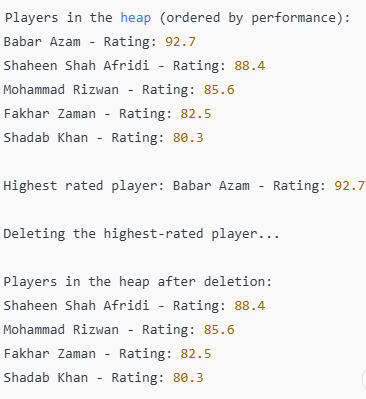 Players in the heap (ordered by performance):
Babar Azam - Rating: 92.7
Shaheen Shah Afridi - Rating: 88.4
Mohammad Rizwan - Rating: 85.6
Fakhar Zaman - Rating: 82.5
Shadab Khan - Rating: 80.3
Highest rated player: Babar Azam - Rating: 92.7
Deleting the highest-rated player...
Players in the heap after deletion:
Shaheen Shah Afridi - Rating: 88.4
Mohammad Rizwan - Rating: 85.6
Fakhar Zaman - Rating: 82.5
Shadab Khan - Rating: 80.3